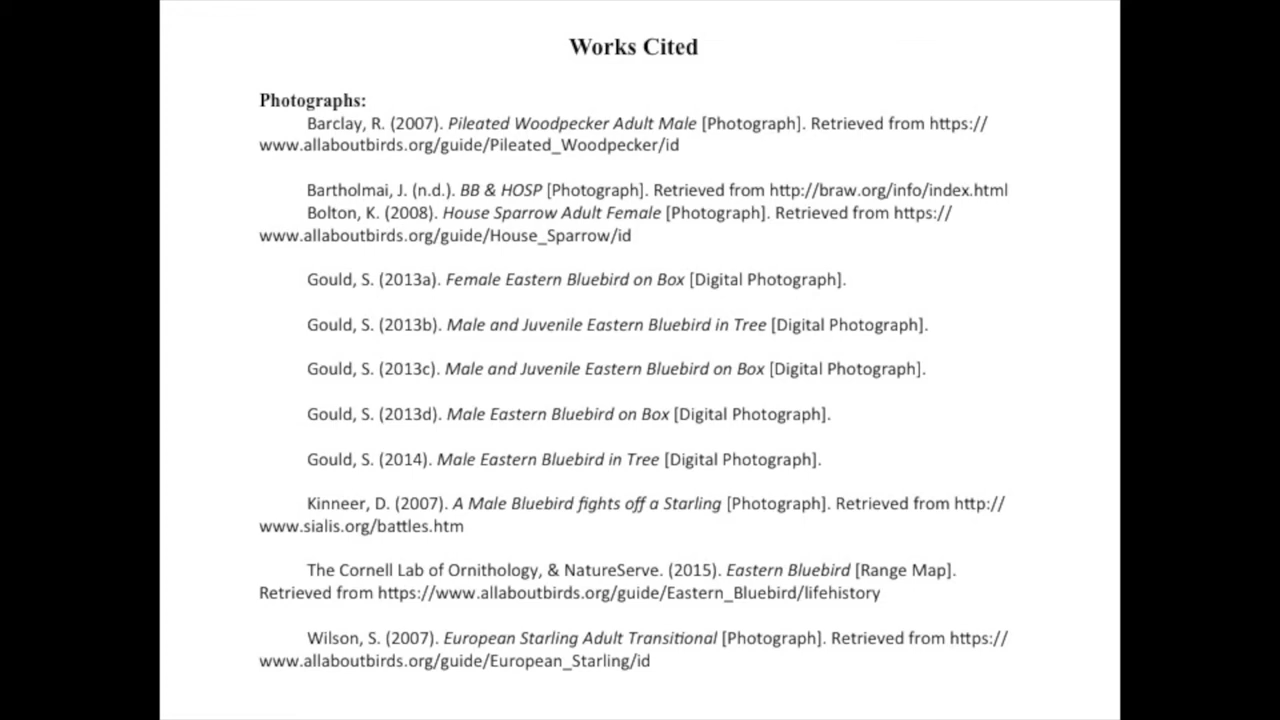 Works Cited
Photographs:
Barclay, R. (2007). Pileated Woodpecker Adult Male [Photograph]. Retrieved from https://
www.allaboutbirds.org/guide/Pileated_Woodpecker/id
Bartholmai, J. (n.d.). BB & HOSP [Photograph]. Retrieved from http://braw.org/info/index.html
Bolton, K. (2008). House Sparrow Adult Female [Photograph]. Retrieved from https://
www.allaboutbirds.org/guide/House_Sparrow/id
Gould, S. (2013a). Female Eastern Bluebird on Box [Digital Photograph].
Gould, S. (2013b). Male and Juvenile Eastern Bluebird in Tree [Digital Photograph].
Gould, S. (2013c). Male and Juvenile Eastern Bluebird on Box [Digital Photograph].
Gould, S. (2013d). Male Eastern Bluebird on Box [Digital Photograph].
Gould, S. (2014). Male Eastern Bluebird in Tree [Digital Photograph].
Kinneer, D. (2007). A Male Bluebird fights off a Starling [Photograph]. Retrieved from http://
www.sialis.org/battles.htm
The Cornell Lab of Ornithology, & NatureServe. (2015). Eastern Bluebird [Range Map].
Retrieved from https://www.allaboutbirds.org/guide/Eastern_Bluebird/lifehistory
Wilson, S. (2007). European Starling Adult Transitional [Photograph]. Retrieved from https://
www.allaboutbirds.org/guide/European_Starling/id